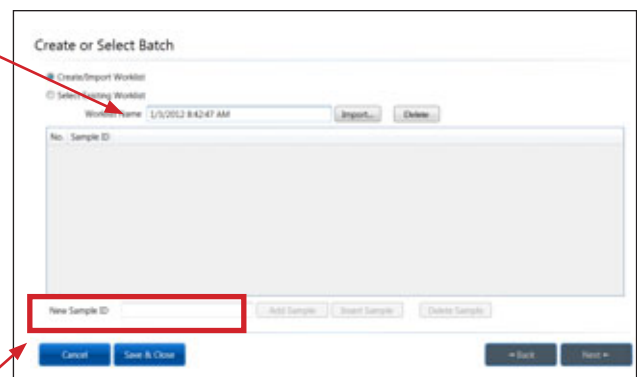 Create or Select Batch
Create/Import Worklist
Select Existing Worklist
Worklist Name 1/3/2012 8:42:47 AM Import... Delete
No. Sample ID
New Sample ID Add Sample Insert Sample Delete Sample
Cancel Save & Close Back Next